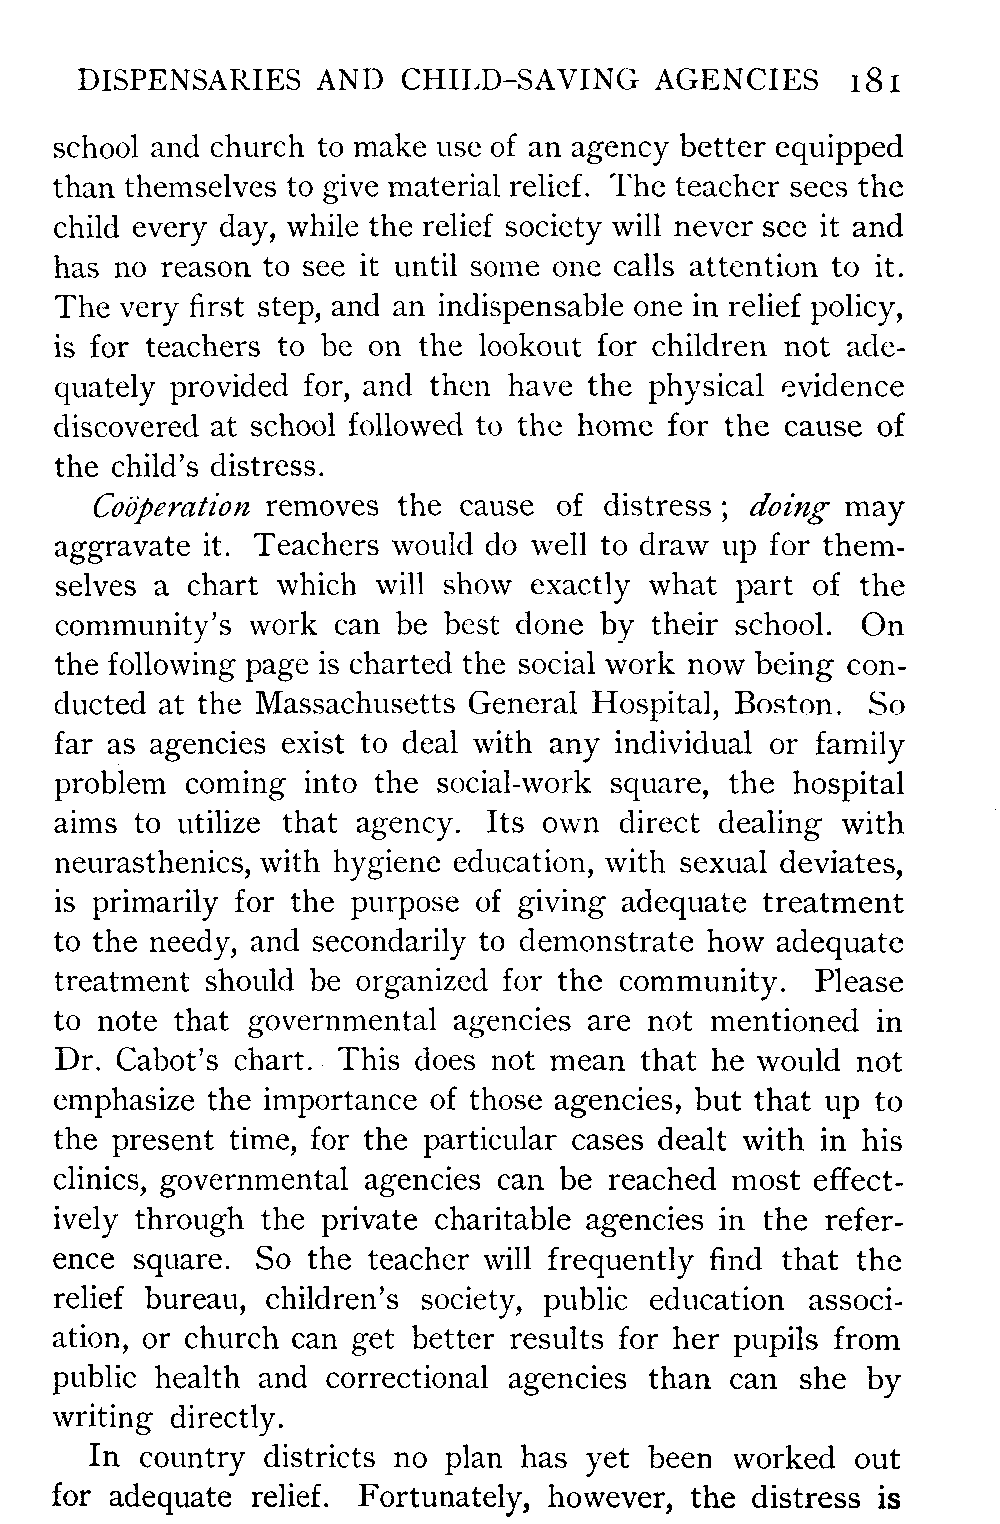 DISPENSARIES AND CHILD-SAVING AGENCIES 181
school and church to make use of an agency better equipped
than themselves to give material relief. The teacher sees the
child every day, while the relief society will never see it and
has no reason to see it until some one calls attention to it.
The very first step, and an indispensable one in relief policy,
is for teachers to be on the lookout for children not ade-
quately provided for, and then have the physical evidence
discovered at school followed to the home for the cause of
the child's distress.
Coöperation removes the cause of distress; doing may
aggravate it. Teachers would do well to draw up for them-
selves a chart which will show exactly what part of the
community's work can be best done by their school. On
the following page is charted the social work now being con-
ducted at the Massachusetts General Hospital, Boston. So
far as agencies exist to deal with any individual or family
problem coming into the social-work square, the hospital
aims to utilize that agency. Its own direct dealing with
neurasthenics, with hygiene education, with sexual deviates,
is primarily for the purpose of giving adequate treatment
to the needy, and secondarily to demonstrate how adequate
treatment should be organized for the community. Please
to note that governmental agencies are not mentioned in
Dr. Cabot's chart. This does not mean that he would not
emphasize the importance of those agencies, but that up to
the present time, for the particular cases dealt with in his
clinics, governmental agencies can be reached most effect-
ively through the private charitable agencies in the refer-
ence square. So the teacher will frequently find that the
relief bureau, children's society, public education associ-
ation, or church can get better results for her pupils from
public health and correctional agencies than can she by
writing directly.
In country districts no plan has yet been worked out
for adequate relief. Fortunately, however, the distress is